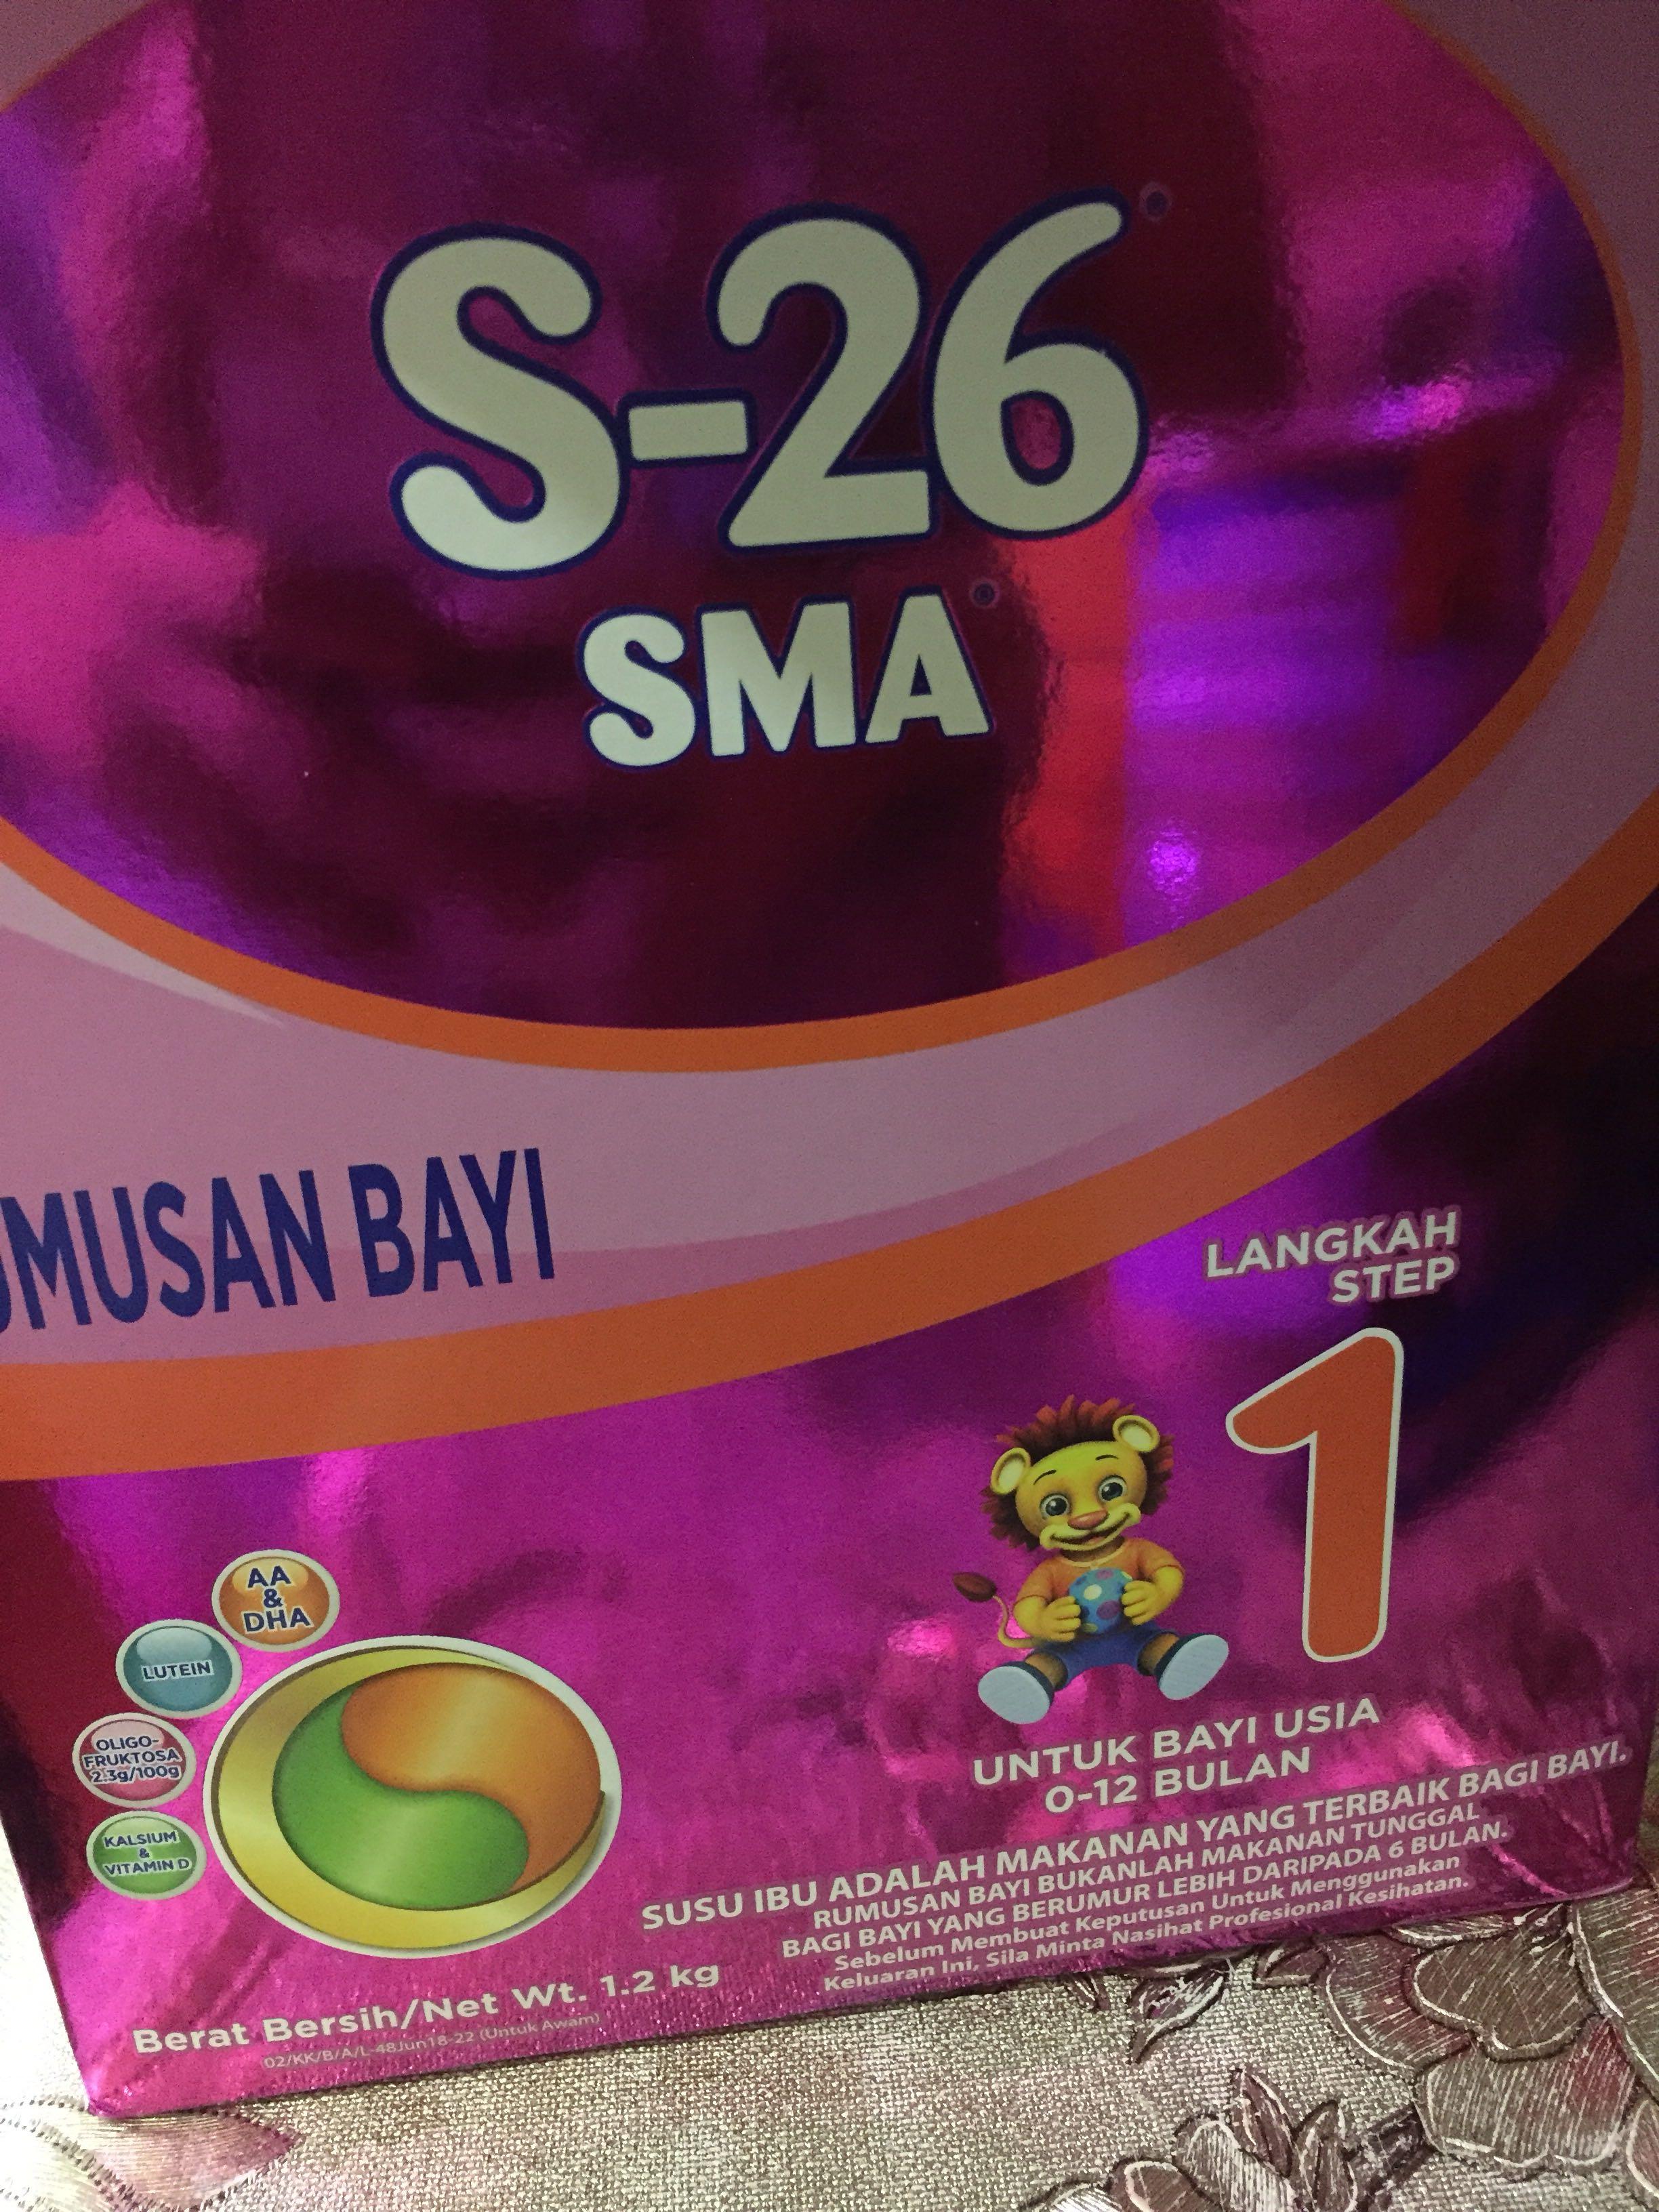 S-26
SMA
UMUSAN BAYI
LANGKAH
STEP
1
AA
&
DHA
LUTEIN
OLIGO-
FRUKTOSA
2.3g/100g
KALSIUM
&
VITAMIN D
UNTUK BAYI USIA
0-12 BULAN
SUSU IBU ADALAH MAKANAN YANG TERBAIK BAGI BAYI.
RUMUSAN BAYI BUKANLAH MAKANAN TUNGGAL
BAGI BAYI YANG BERUMUR LEBIH DARIPADA 6 BULAN.
Sebelum Membuat Keputusan Untuk Menggunakan
Keluaran Ini, Sila Minta Nasihat Profesional Kesihatan.
Berat Bersih/Net Wt. 1.2 kg
02/KK/B/A/L-48Jun18-22 (Untuk Awam)